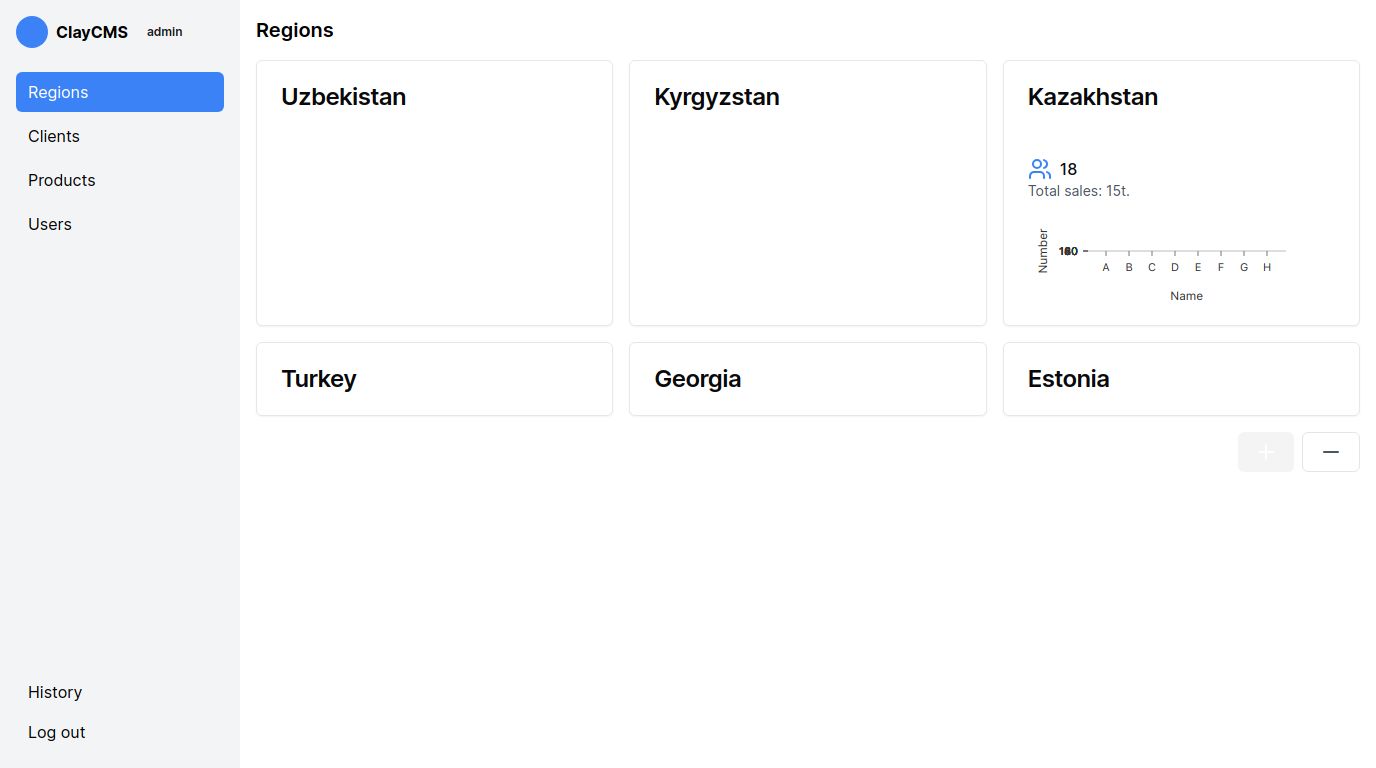 ClayCMS admin
Regions
Clients
Products
Users
History
Log out
Regions
Uzbekistan
Kyrgyzstan
Kazakhstan
18
Total sales: 15t.
Number
A B C D E F G H
Name
Turkey
Georgia
Estonia